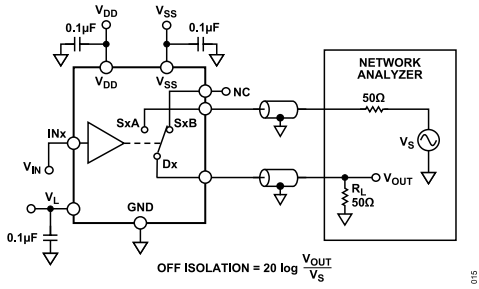 VDD
VSS
0.1µF
0.1µF
VDD
VSS
NC
NETWORK
ANALYZER
50Ω
SxA
SxB
INx
VS
VIN
Dx
VOUT
VL
GND
RL
50Ω
0.1µF
OFF ISOLATION = 20 log VOUT
VS
015